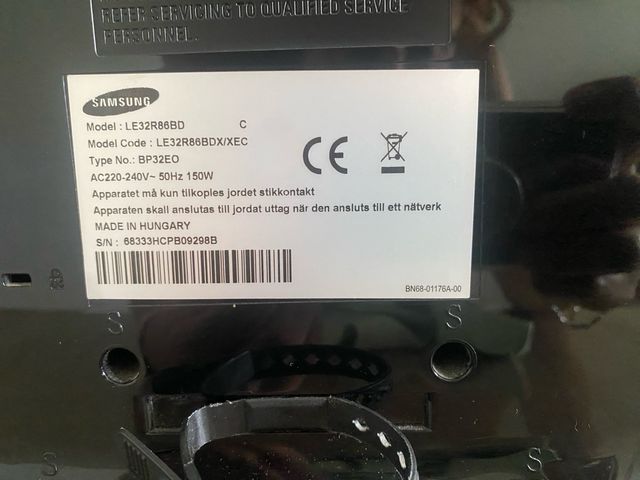 REFER SERVICING TO QUALIFIED SERVICE
PERSONNEL.
SAMSUNG
Model : LE32R86BD C
Model Code : LE32R86BDX/XEC
Type No.: BP32EO
AC220-240V~ 50Hz 150W
Apparatet må kun tilkoples jordet stikkontakt
Apparaten skall anslutas till jordat uttag när den ansluts till ett nätverk
MADE IN HUNGARY
S/N : 68333HCPB09298B
CE
BN68-01176A-00
S S
S S